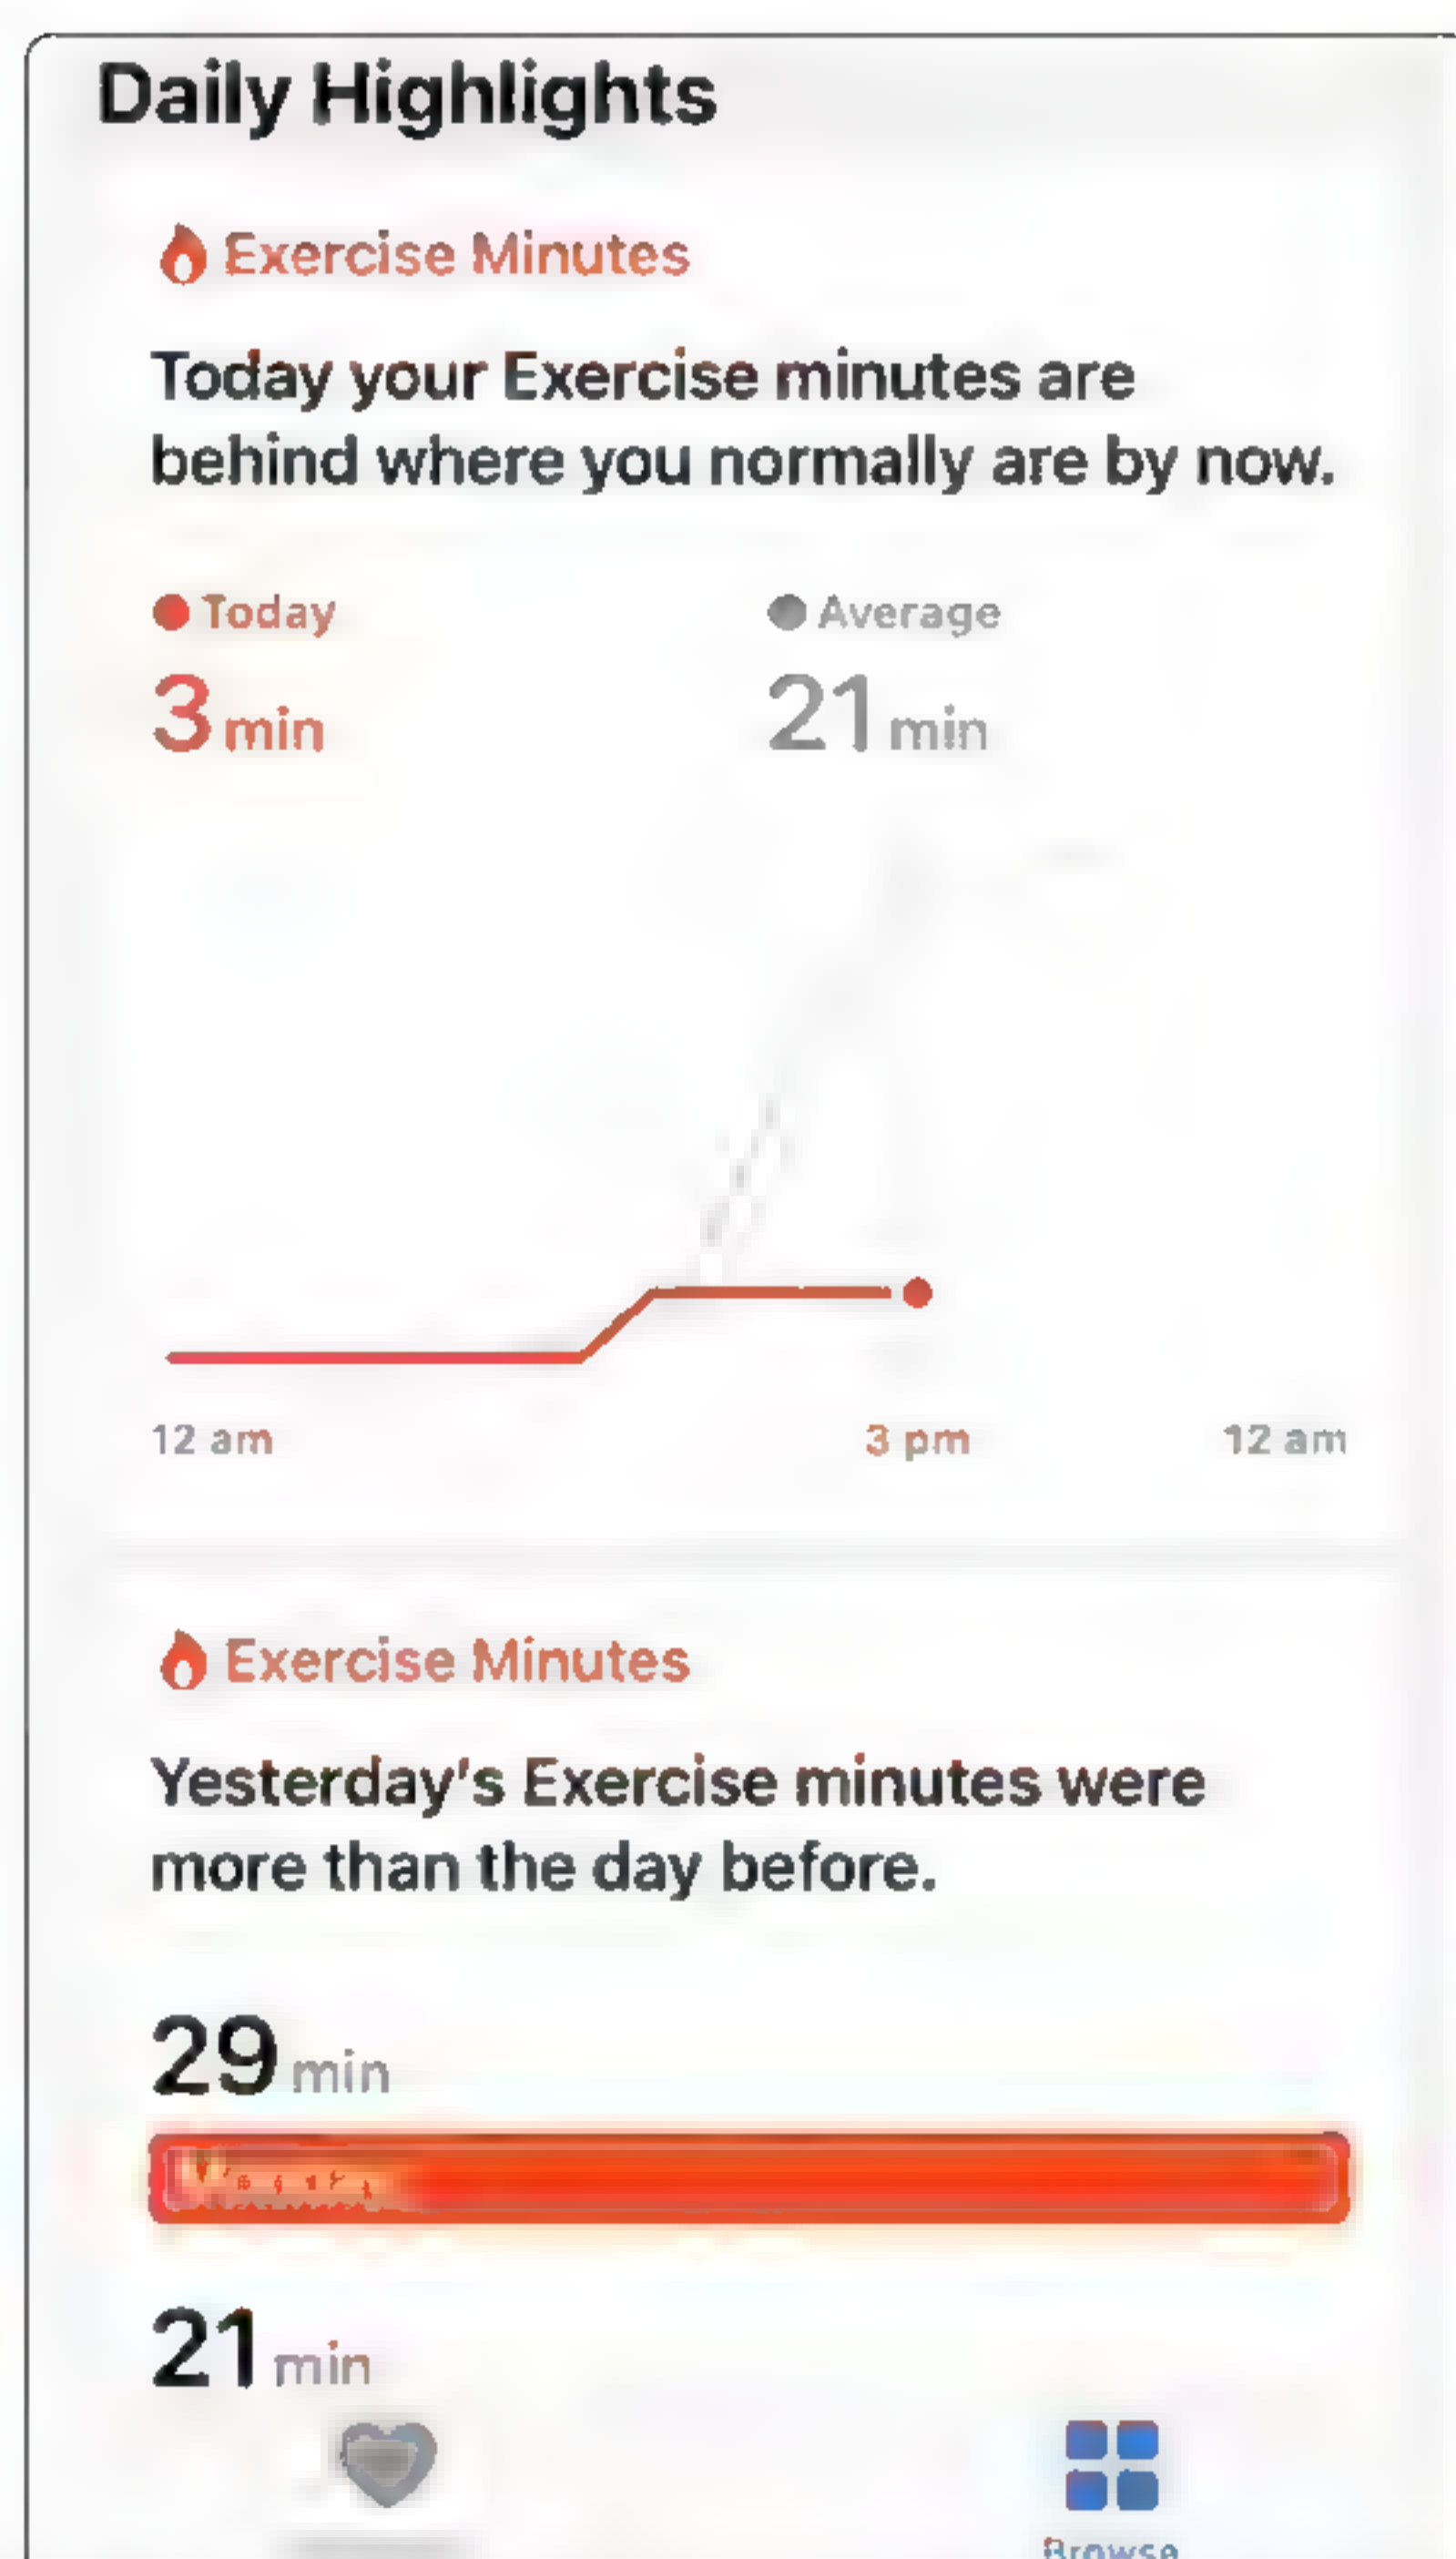 Daily Highlights
Exercise Minutes
Today your Exercise minutes are
behind where you normally are by now.
Today
Average
3 min
21 min
12 am
3 pm
12 am
Exercise Minutes
Yesterday's Exercise minutes were
more than the day before.
29 min
21 min
Browse